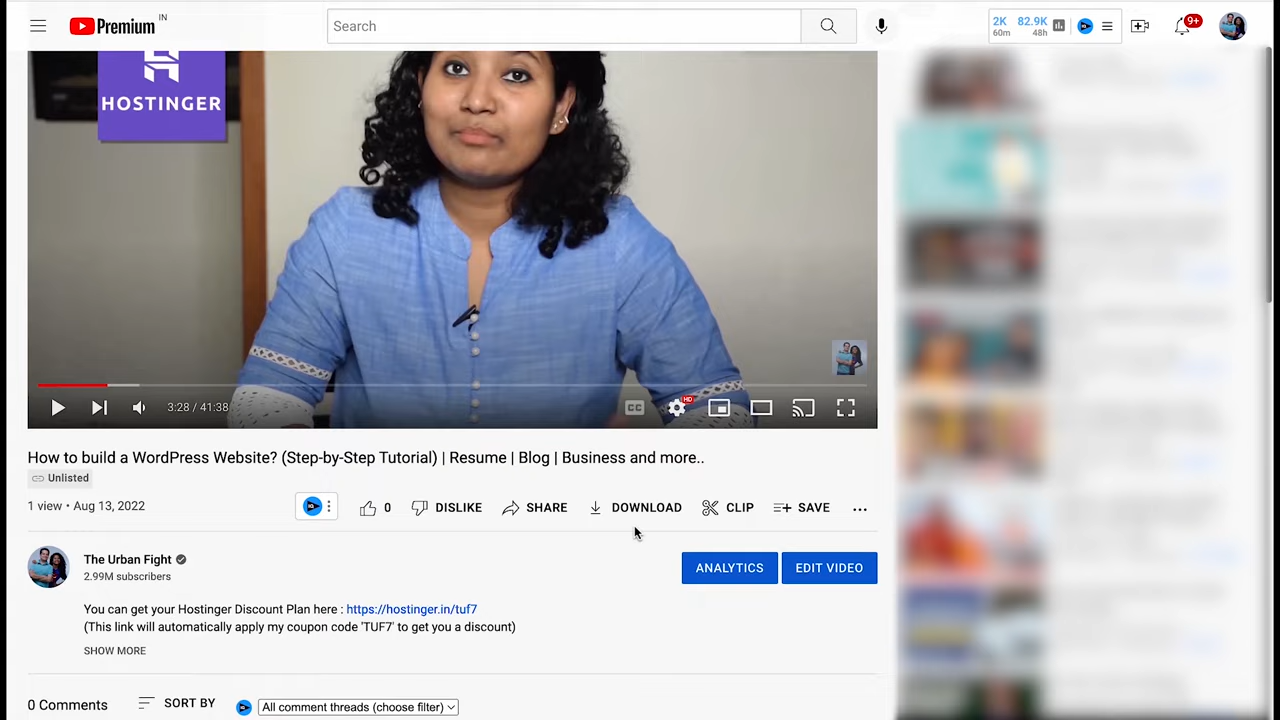 Premium IN
Search
2K 82.9K
60m 48h
9+
HOSTINGER
3:28 / 41:38
CC
HD
How to build a WordPress Website? (Step-by-Step Tutorial) | Resume | Blog | Business and more..
Unlisted
1 view • Aug 13, 2022
0 DISLIKE SHARE DOWNLOAD CLIP SAVE ...
The Urban Fight
2.99M subscribers
ANALYTICS EDIT VIDEO
You can get your Hostinger Discount Plan here : https://hostinger.in/tuf7
(This link will automatically apply my coupon code 'TUF7' to get you a discount)
SHOW MORE
0 Comments SORT BY All comment threads (choose filter)